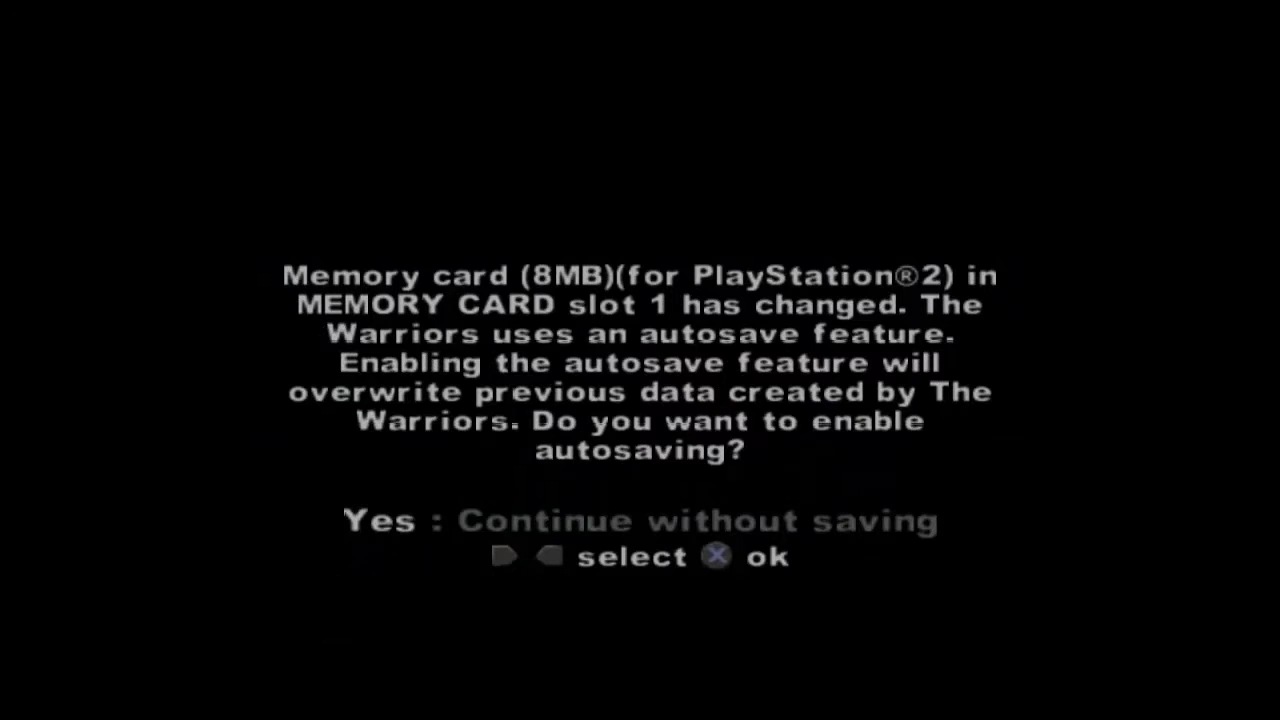 Memory card (8MB)(for PlayStation®2) in
MEMORY CARD slot 1 has changed. The
Warriors uses an autosave feature.
Enabling the autosave feature will
overwrite previous data created by The
Warriors. Do you want to enable
autosaving?
Yes : Continue without saving
select ok